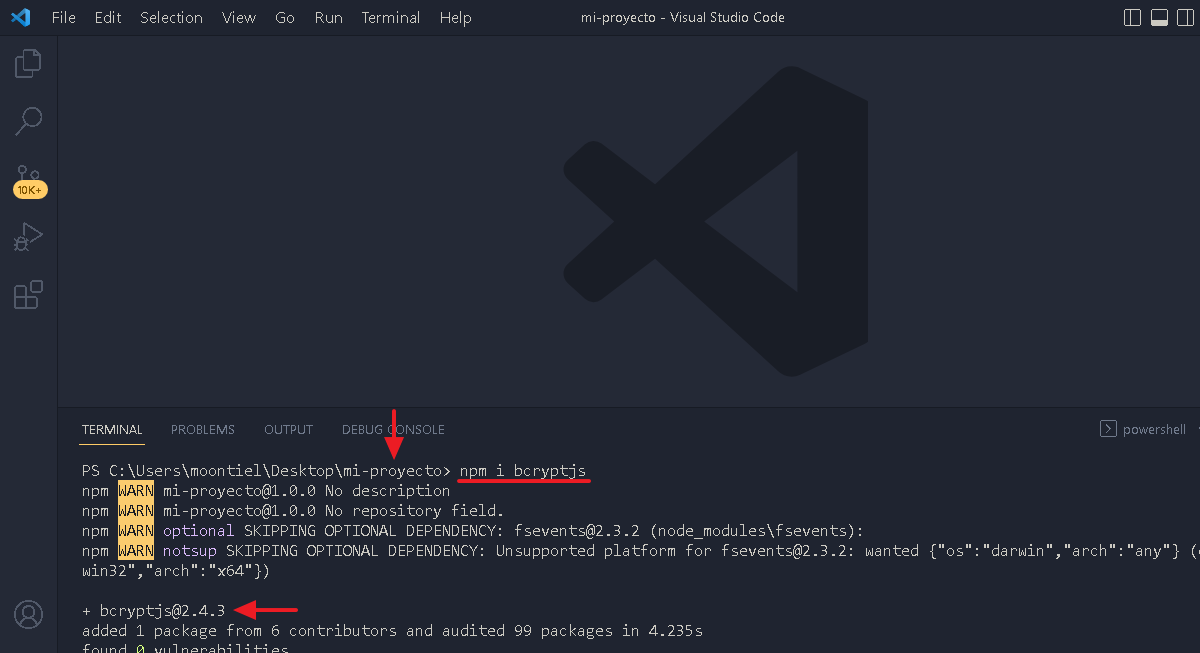 File Edit Selection View Go Run Terminal Help mi-proyecto - Visual Studio Code
10K+
TERMINAL PROBLEMS OUTPUT DEBUG CONSOLE powershell
PS C:\Users\moontiel\Desktop\mi-proyecto> npm i bcryptjs
npm WARN mi-proyecto@1.0.0 No description
npm WARN mi-proyecto@1.0.0 No repository field.
npm WARN optional SKIPPING OPTIONAL DEPENDENCY: fsevents@2.3.2 (node_modules\fsevents):
npm WARN notsup SKIPPING OPTIONAL DEPENDENCY: Unsupported platform for fsevents@2.3.2: wanted {"os":"darwin","arch":"any"} (
win32","arch":"x64"})
+ bcryptjs@2.4.3
added 1 package from 6 contributors and audited 99 packages in 4.235s
found 0 vulnerabilities